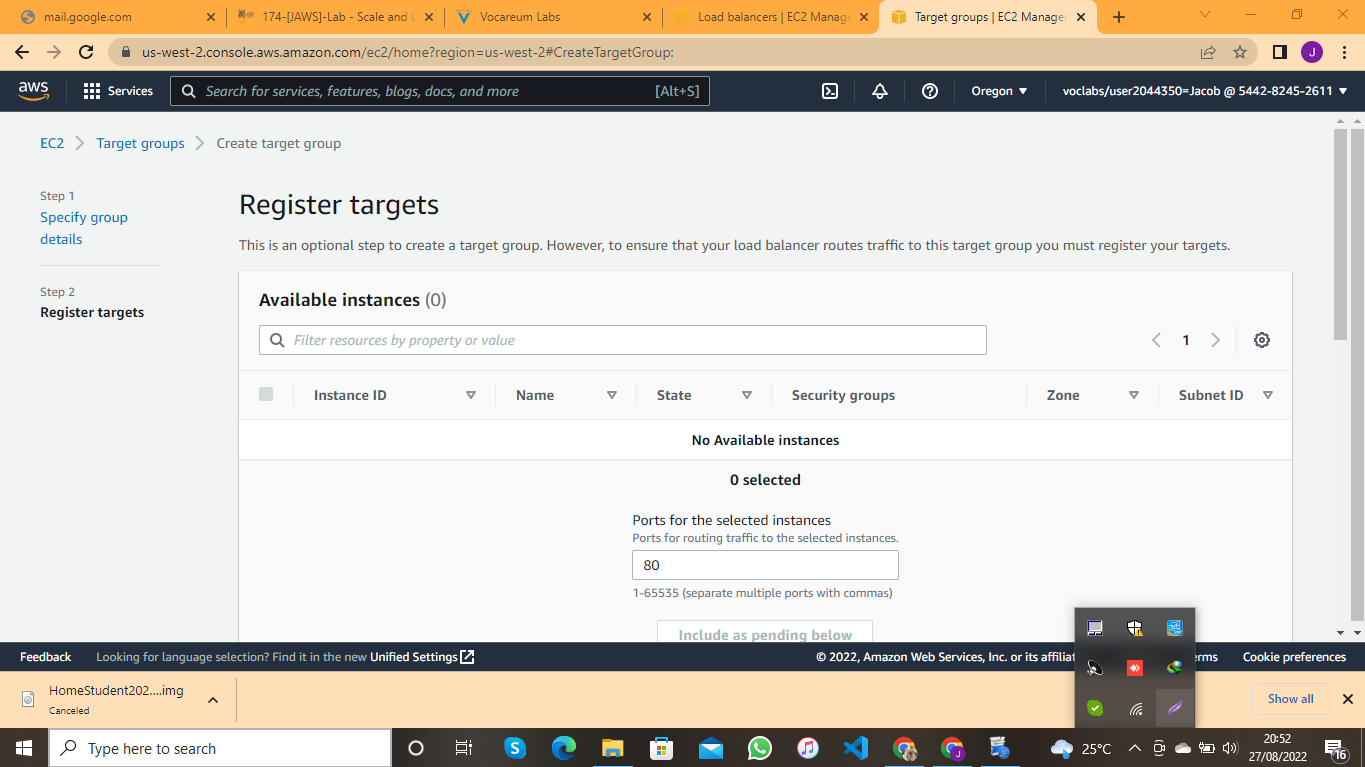 mail.google.com
174-[JAWS]-Lab - Scale and L
Vocareum Labs
Load balancers | EC2 Manage
Target groups | EC2 Manager
us-west-2.console.aws.amazon.com/ec2/home?region=us-west-2#CreateTargetGroup:
J
aws
Services
Search for services, features, blogs, docs, and more
[Alt+S]
Oregon
voclabs/user2044350=Jacob @ 5442-8245-2611
EC2
Target groups
Create target group
Step 1
Specify group
details
Step 2
Register targets
Register targets
This is an optional step to create a target group. However, to ensure that your load balancer routes traffic to this target group you must register your targets.
Available instances (0)
Filter resources by property or value
1
Instance ID
Name
State
Security groups
Zone
Subnet ID
No Available instances
0 selected
Ports for the selected instances
Ports for routing traffic to the selected instances.
80
1-65535 (separate multiple ports with commas)
Include as pending below
Feedback
Looking for language selection? Find it in the new Unified Settings
© 2022, Amazon Web Services, Inc. or its affiliat
rms
Cookie preferences
HomeStudent202....img
Canceled
Show all
Type here to search
25°C
20:52
27/08/2022
16